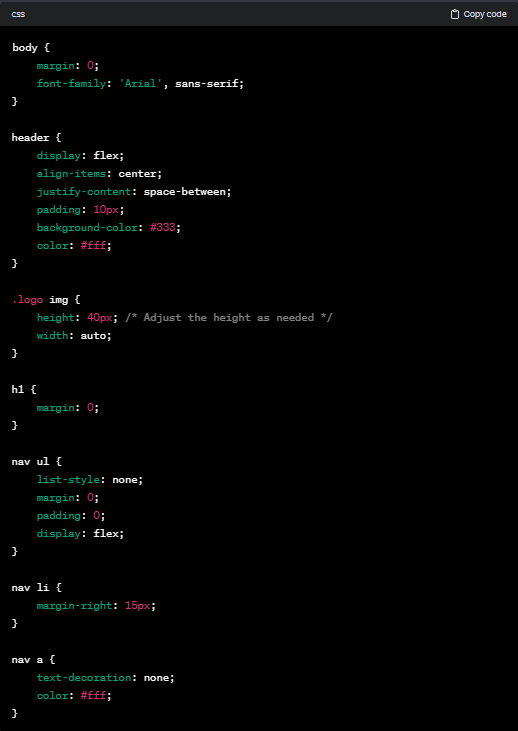 css
Copy code
body {
    margin: 0;
    font-family: 'Arial', sans-serif;
}
header {
    display: flex;
    align-items: center;
    justify-content: space-between;
    padding: 10px;
    background-color: #333;
    color: #fff;
}
.logo img {
    height: 40px; /* Adjust the height as needed */
    width: auto;
}
h1 {
    margin: 0;
}
nav ul {
    list-style: none;
    margin: 0;
    padding: 0;
    display: flex;
}
nav li {
    margin-right: 15px;
}
nav a {
    text-decoration: none;
    color: #fff;
}